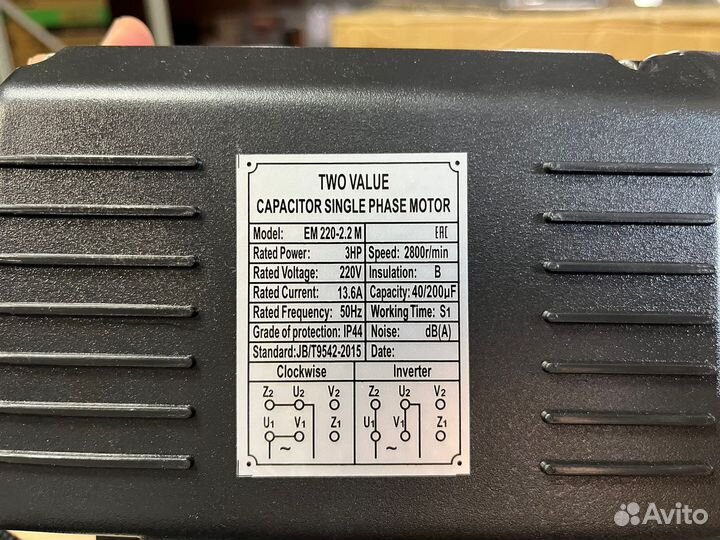 TWO VALUE
CAPACITOR SINGLE PHASE MOTOR
Model: EM 220-2.2 M EAC
Rated Power: 3HP Speed: 2800r/min
Rated Voltage: 220V Insulation: B
Rated Current: 13.6A Capacity: 40/200µF
Rated Frequency: 50Hz Working Time: S1
Grade of protection: IP44 Noise: dB(A)
Standard:JB/T9542-2015 Date:
Clockwise Inverter
Z2 U2 V2 Z2 U2 V2
U1 V1 Z1 U1 V1 Z1
~ ~
Avito